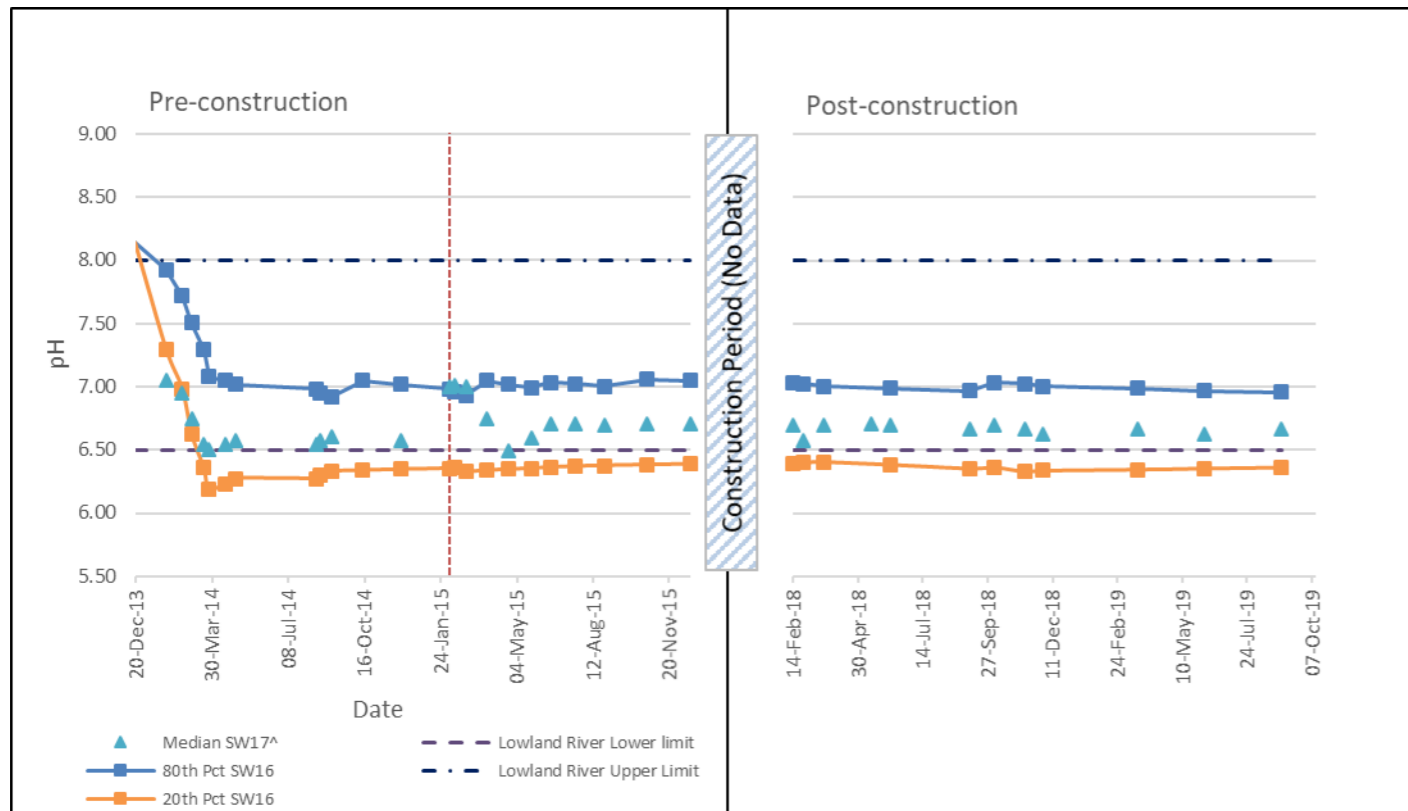 Pre-construction
Post-construction
9.00
8.50
8.00
7.50
7.00
6.50
6.00
5.50
pH
Construction Period (No Data)
20-Dec-13
30-Mar-14
08-Jul-14
16-Oct-14
24-Jan-15
04-May-15
12-Aug-15
20-Nov-15
14-Feb-18
30-Apr-18
14-Jul-18
27-Sep-18
11-Dec-18
24-Feb-19
10-May-19
24-Jul-19
07-Oct-19
Date
Median SW17^
Lowland River Lower limit
80th Pct SW16
Lowland River Upper Limit
20th Pct SW16